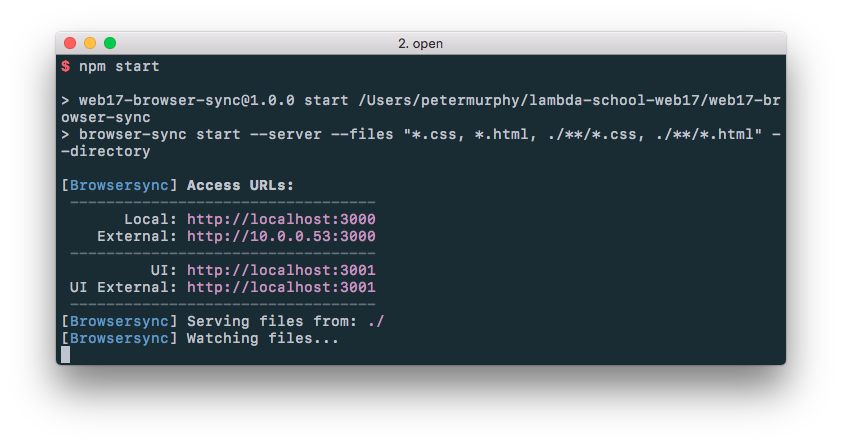 2. open
$ npm start
> web17-browser-sync@1.0.0 start /Users/petermurphy/lambda-school-web17/web17-br
owser-sync
> browser-sync start --server --files "*.css, *.html, ./**/*.css, ./**/*.html" -
-directory
[Browsersync] Access URLs:
-----------------------------------
Local: http://localhost:3000
External: http://10.0.0.53:3000
-----------------------------------
UI: http://localhost:3001
UI External: http://localhost:3001
-----------------------------------
[Browsersync] Serving files from: ./
[Browsersync] Watching files...